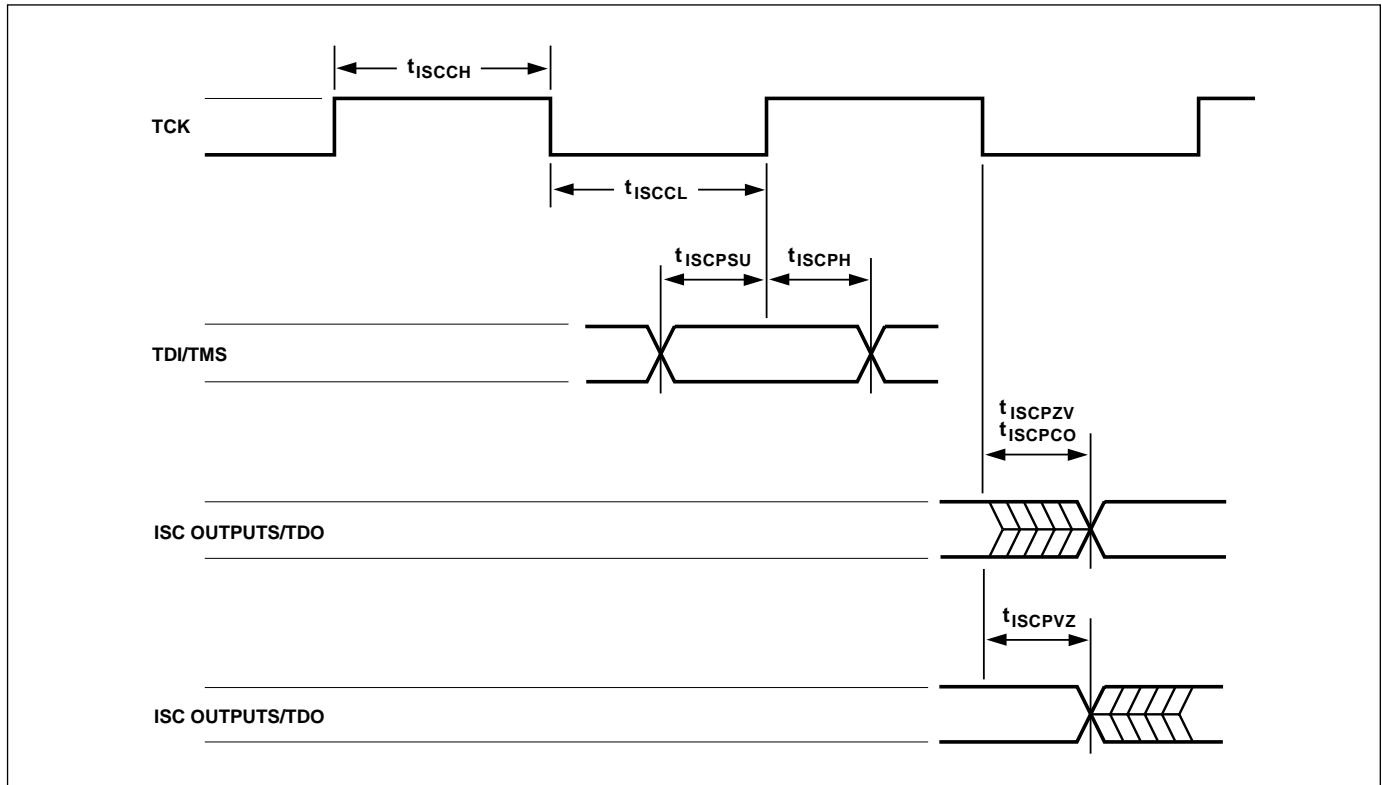 tISCCH
TCK
tISCCL
tISCPSU
tISCPH
TDI/TMS
tISCPZV
tISCPCO
ISC OUTPUTS/TDO
tISCPVZ
ISC OUTPUTS/TDO